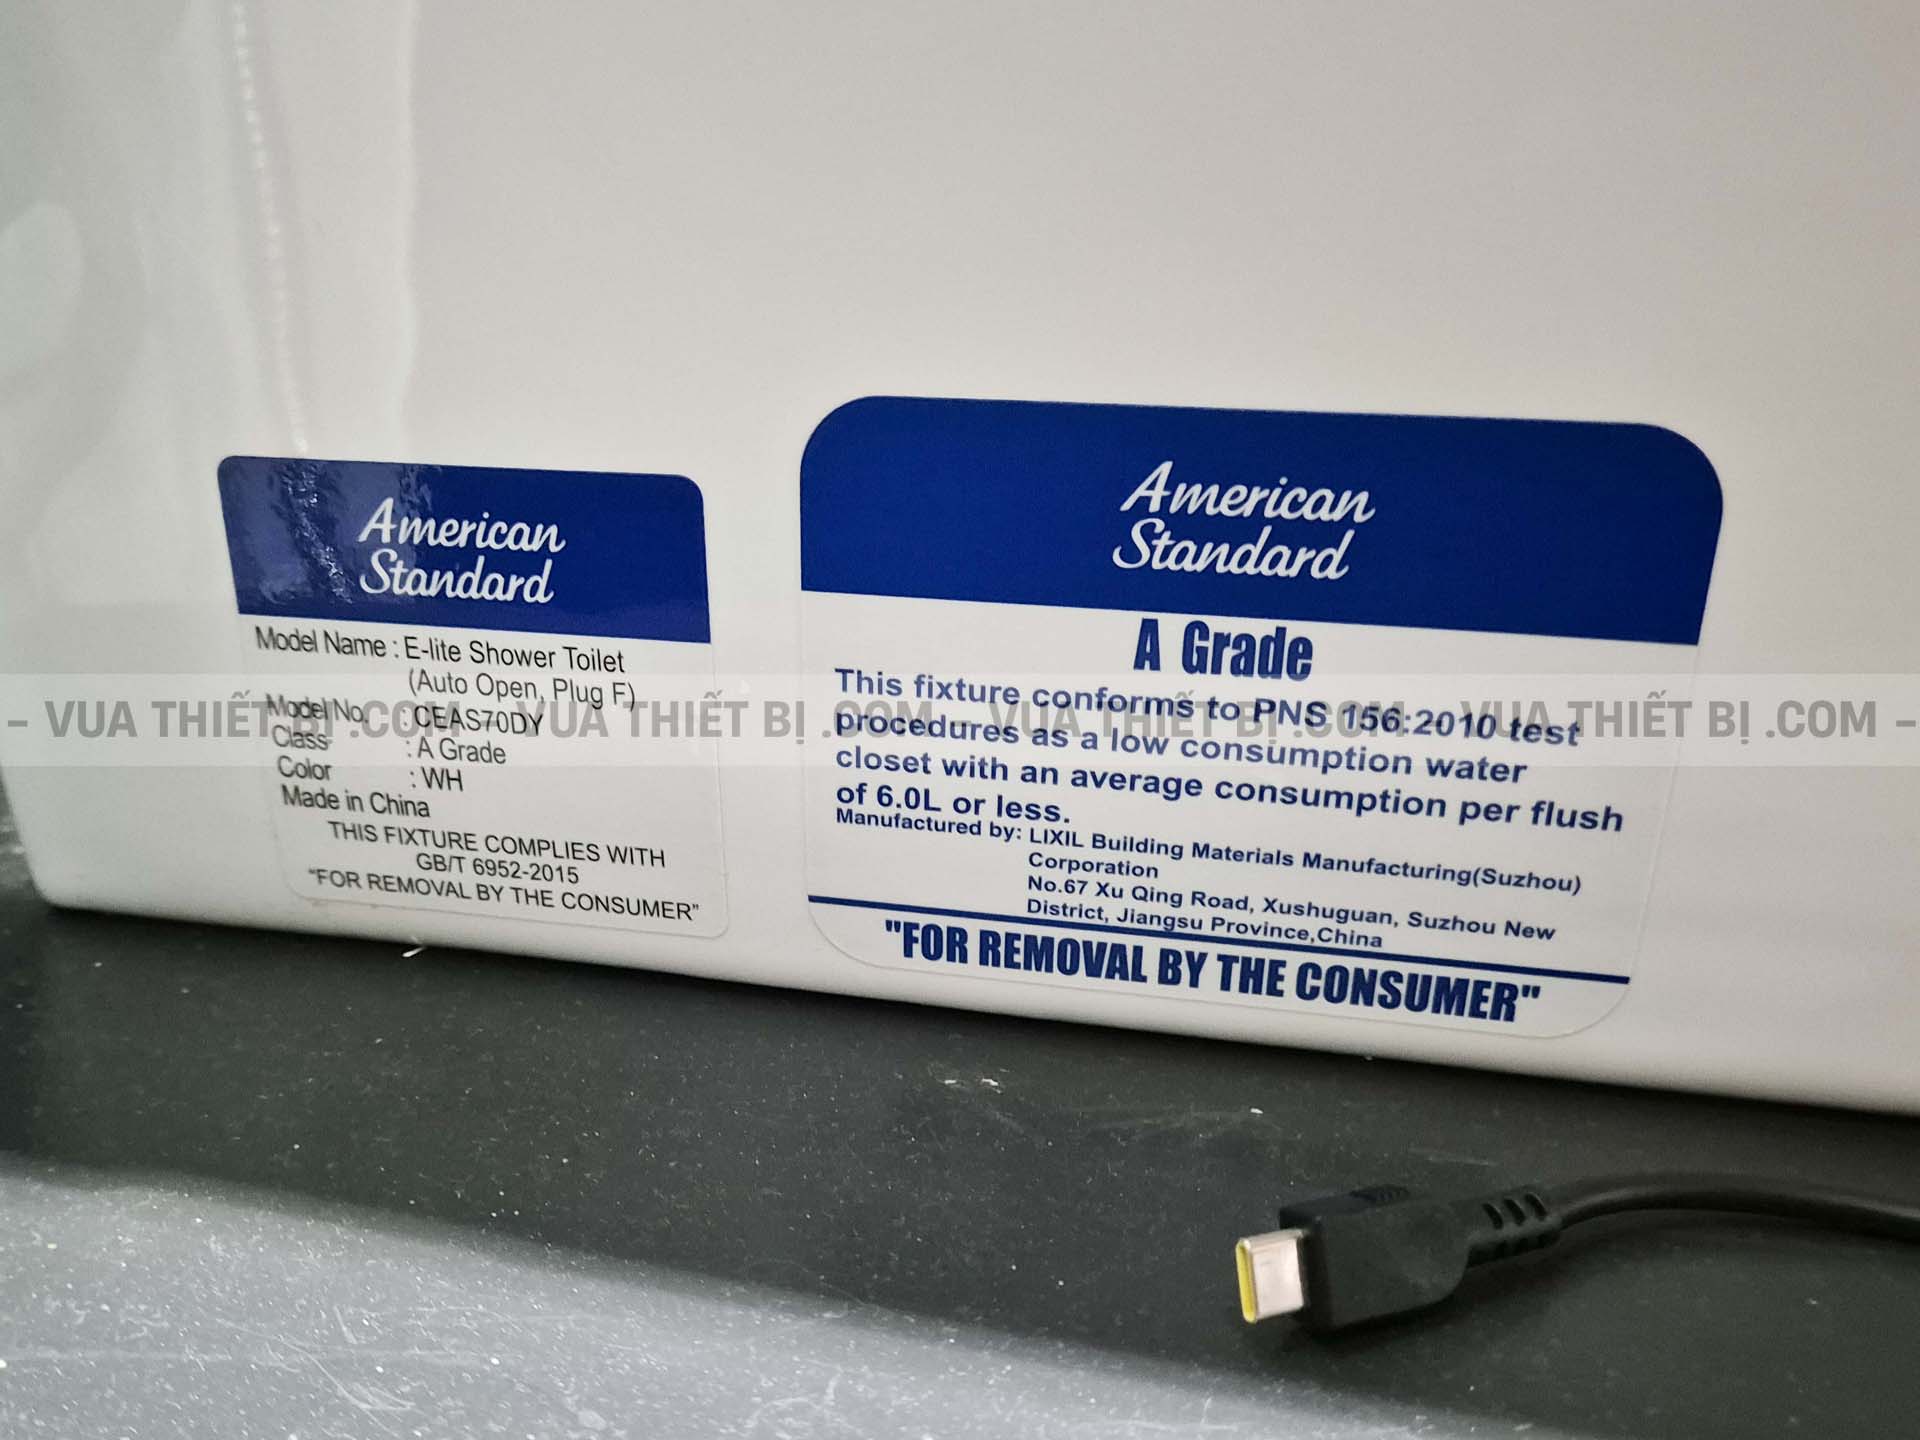 American
Standard
Model Name : E-lite Shower Toilet
(Auto Open, Plug F)
Model No. : CEAS70DY
Class : A Grade
Color : WH
Made in China
THIS FIXTURE COMPLIES WITH
GB/T 6952-2015
"FOR REMOVAL BY THE CONSUMER"
American
Standard
A Grade
This fixture conforms to PNS 156:2010 test
procedures as a low consumption water
closet with an average consumption per flush
of 6.0L or less.
Manufactured by: LIXIL Building Materials Manufacturing(Suzhou)
Corporation
No.67 Xu Qing Road, Xushuguan, Suzhou New
District, Jiangsu Province,China
"FOR REMOVAL BY THE CONSUMER"
- VUA THIẾT BỊ .COM - VUA THIẾT BỊ .COM - VUA THIẾT BỊ .COM - VUA THIẾT BỊ .COM -